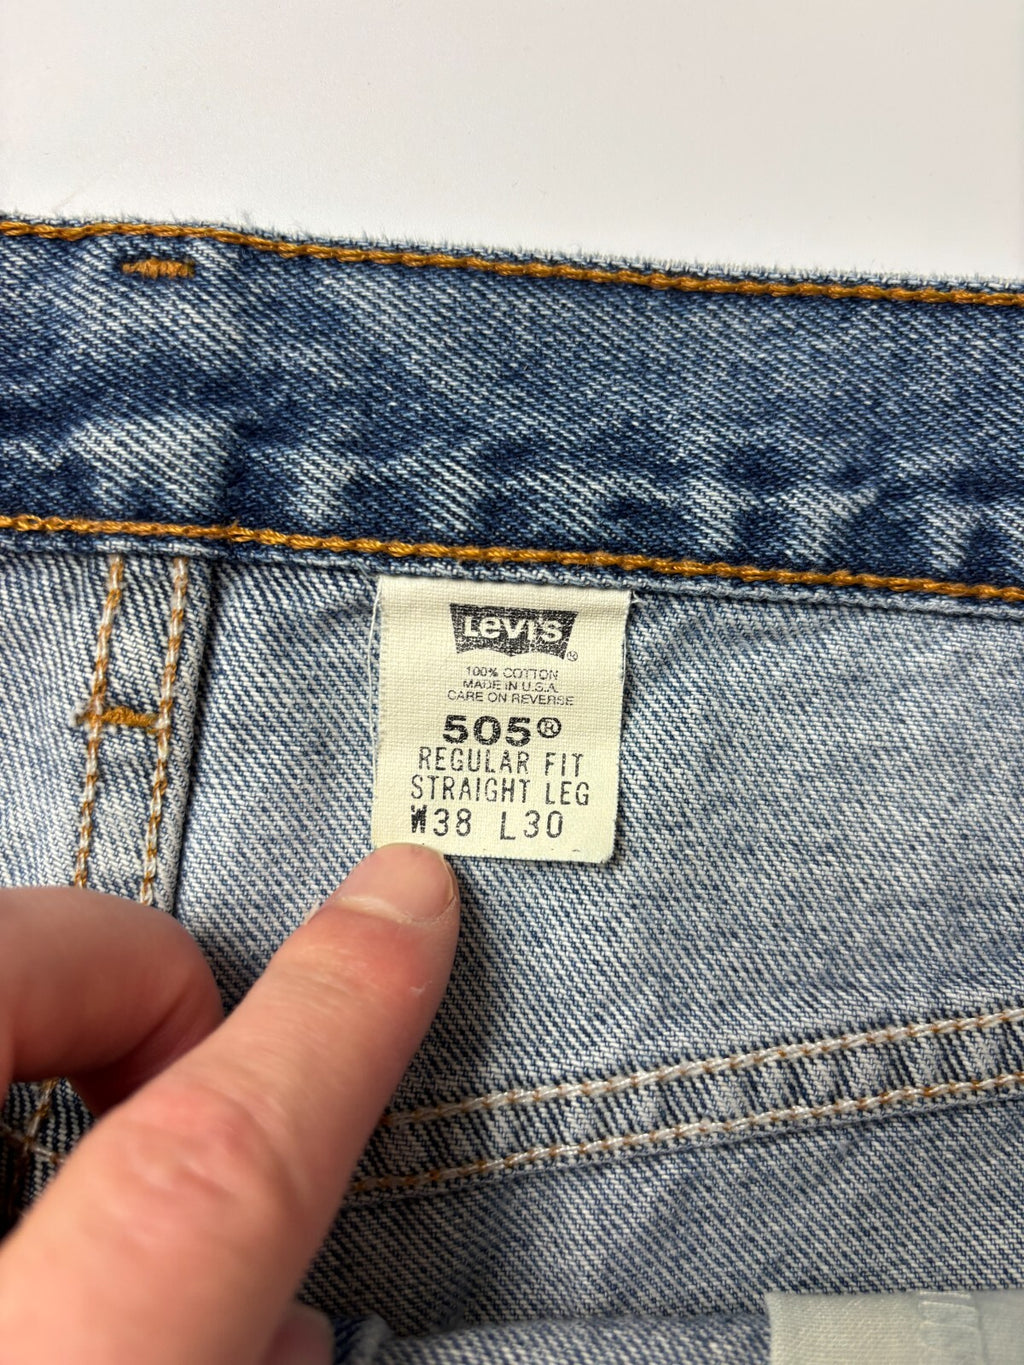 Levi's ®
100% COTTON
MADE IN U.S.A.
CARE ON REVERSE
505®
REGULAR FIT
STRAIGHT LEG
W38 L30